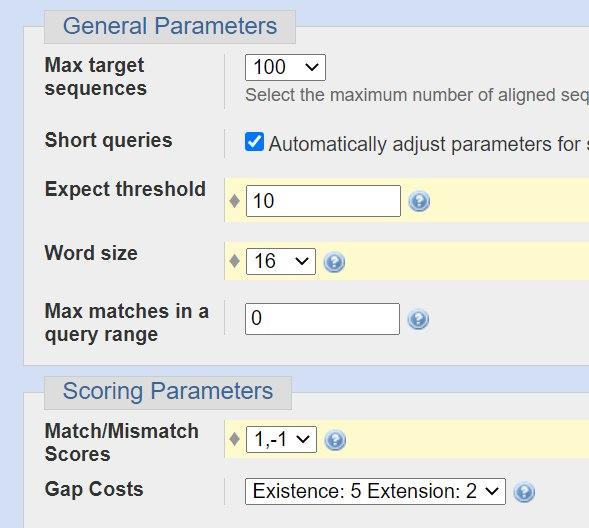 General Parameters
Max target
sequences
100
Select the maximum number of aligned seq
Short queries
Automatically adjust parameters for
Expect threshold
10
Word size
16
Max matches in a
query range
0
Scoring Parameters
Match/Mismatch
Scores
1,-1
Gap Costs
Existence: 5 Extension: 2